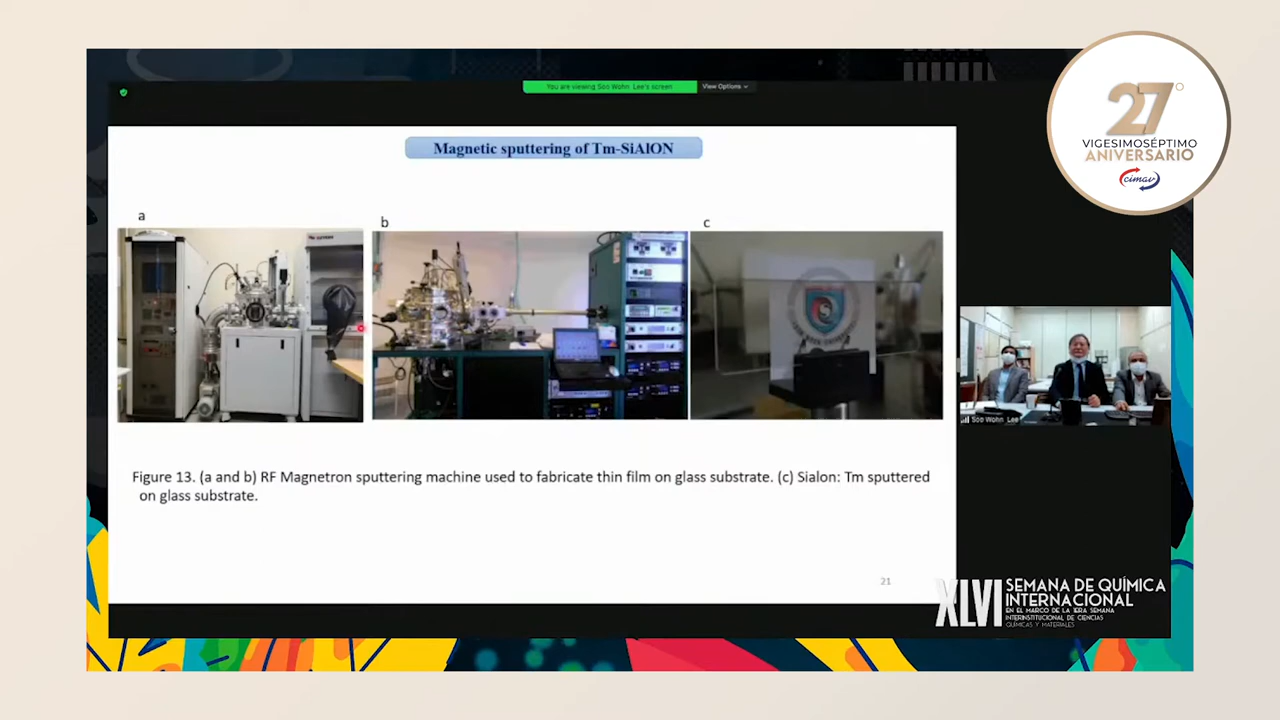 You are viewing Soo Wohn Lee's screen
View Options
27°
VIGESIMOSÉPTIMO
ANIVERSARIO
cimav
Magnetic sputtering of Tm-SiAlON
a
b
c
Figure 13. (a and b) RF Magnetron sputtering machine used to fabricate thin film on glass substrate. (c) Sialon: Tm sputtered
on glass substrate.
Soo Wohn Lee
21
XLVI
SEMANA DE QUÍMICA
INTERNACIONAL
EN EL MARCO DE LA 1ERA SEMANA
INTERINSTITUCIONAL DE CIENCIAS
QUÍMICAS Y MATERIALES